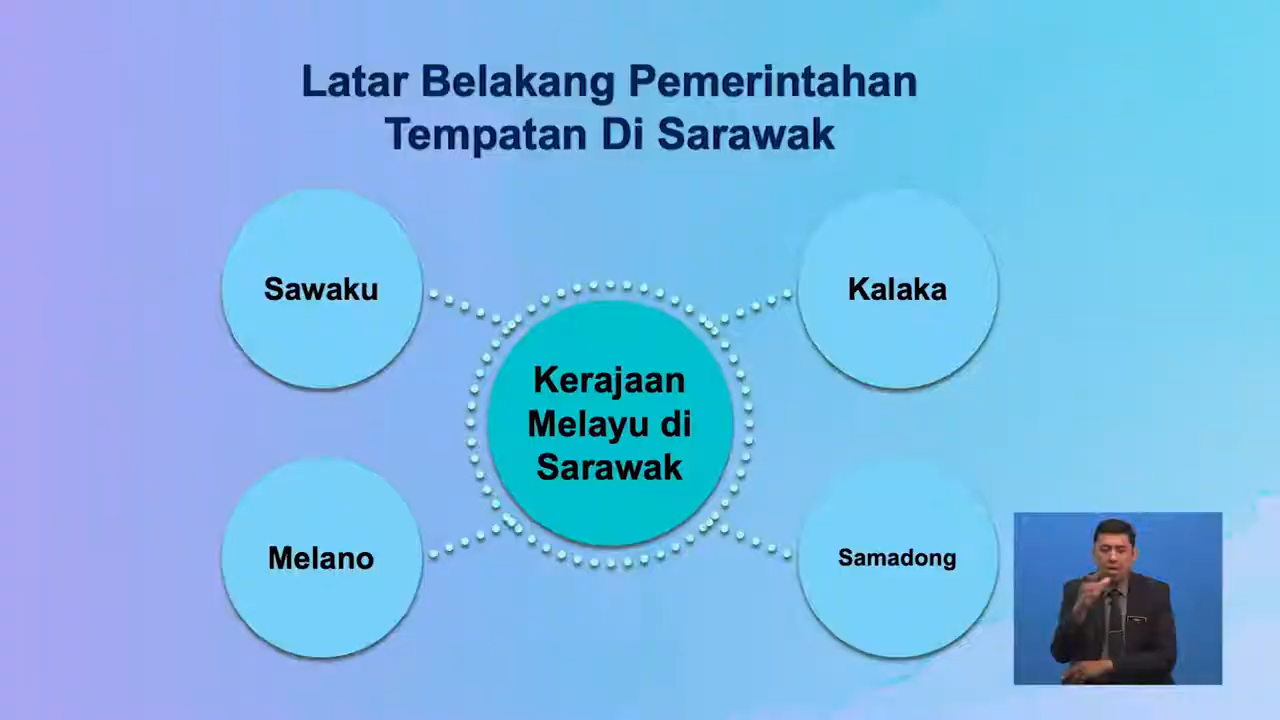 Latar Belakang Pemerintahan
Tempatan Di Sarawak
Sawaku
Kalaka
Kerajaan
Melayu di
Sarawak
Melano
Samadong